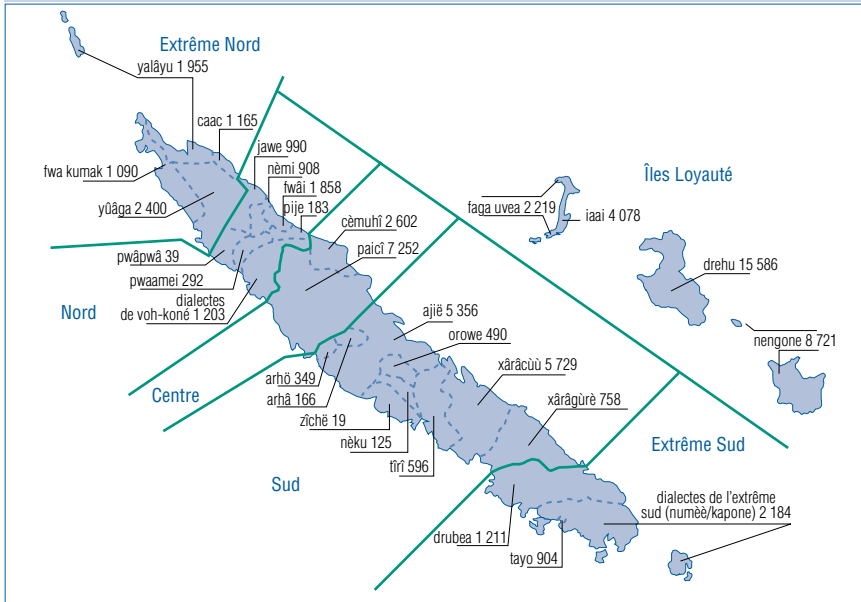 Extrême Nord
yalâyu 1 955
caac 1 165
jawe 990
nèmi 908
fwâi 1 858
pije 183
fwa kumak 1 090
yûâga 2 400
cèmuhî 2 602
paicî 7 252
pwâpwâ 39
pwaamei 292
dialectes
de voh-koné 1 203
Nord
Îles Loyauté
faga uvea 2 219
iaai 4 078
drehu 15 586
nengone 8 721
ajië 5 356
orowe 490
xârâcùù 5 729
arhö 349
arhâ 166
Centre
zîchë 19
nèku 125
tîrî 596
xârâgùrè 758
Sud
Extrême Sud
dialectes de l'extrême
sud (numèè/kapone) 2 184
drubea 1 211
tayo 904